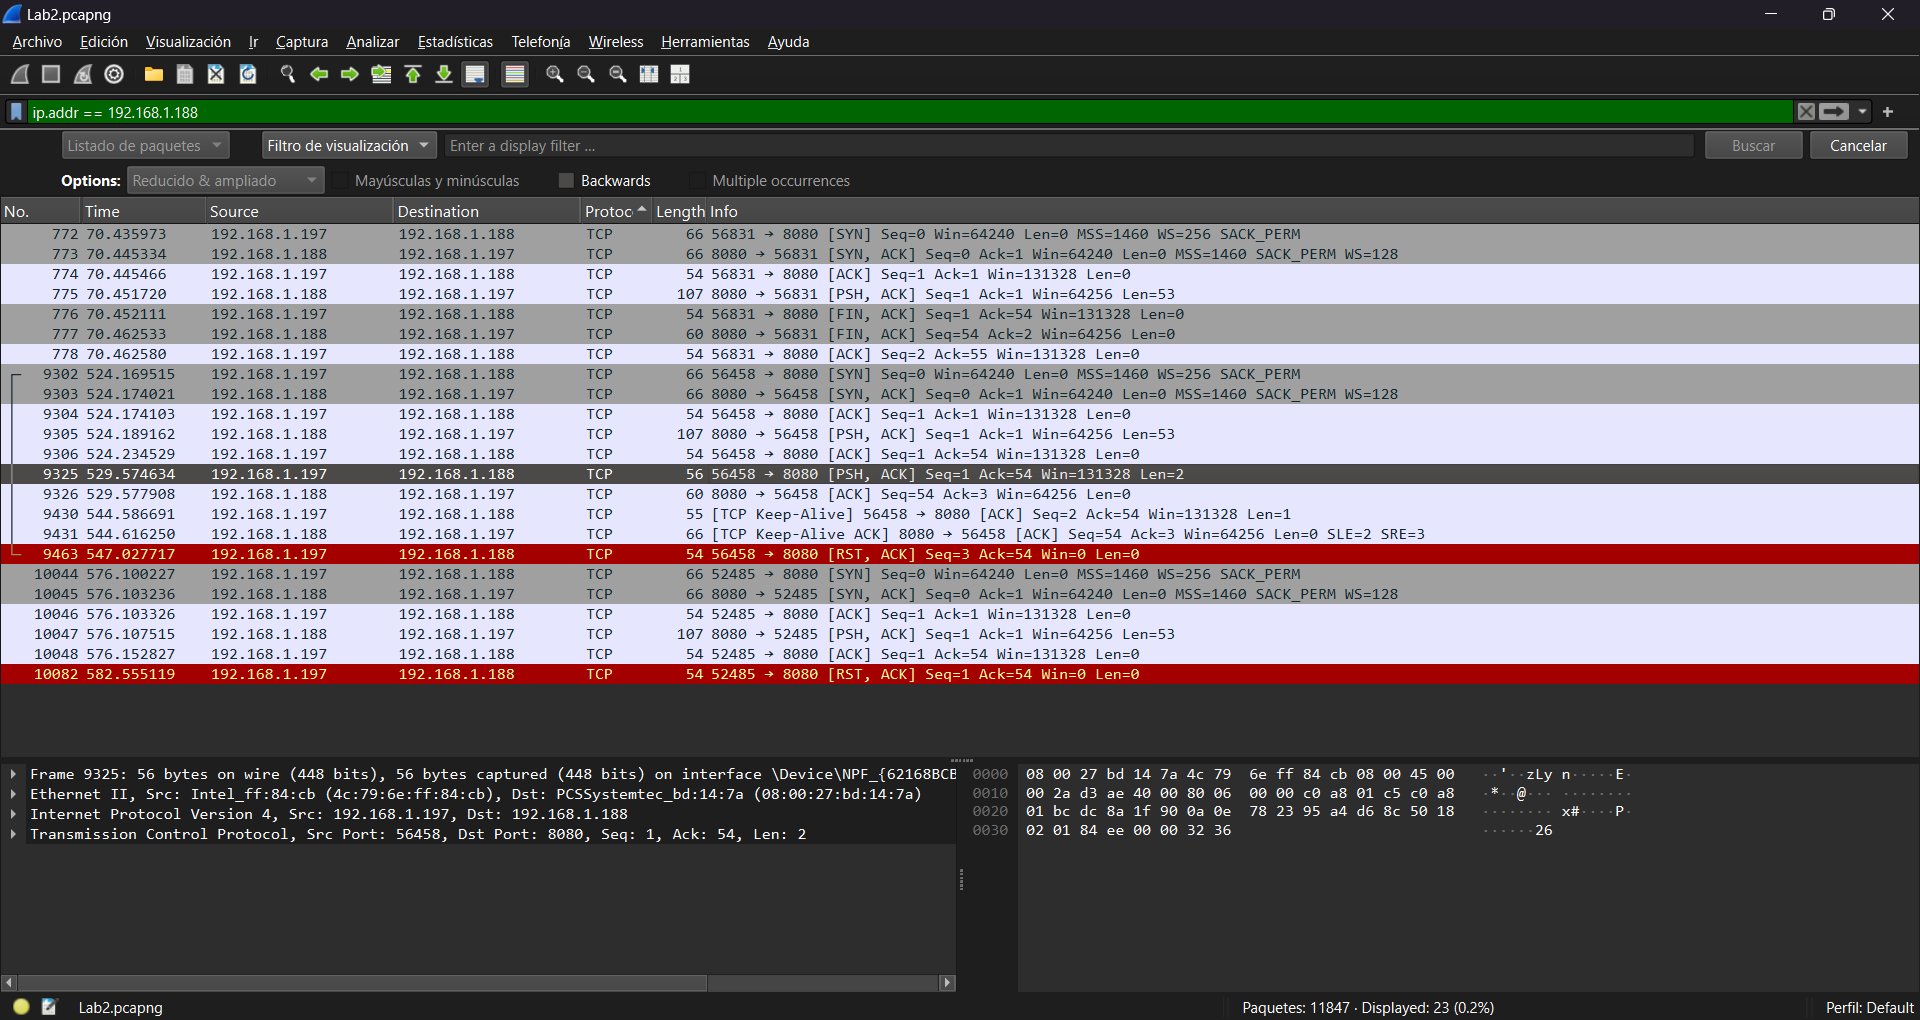 Lab2.pcapng
Archivo Edición Visualización Ir Captura Analizar Estadísticas Telefonía Wireless Herramientas Ayuda
ip.addr == 192.168.1.188
Listado de paquetes Filtro de visualización Enter a display filter ... Buscar Cancelar
Options: Reducido & ampliado Mayúsculas y minúsculas Backwards Multiple occurrences
No. Time Source Destination Protoc Length Info
772 70.435973 192.168.1.197 192.168.1.188 TCP 66 56831 → 8080 [SYN] Seq=0 Win=64240 Len=0 MSS=1460 WS=256 SACK_PERM
773 70.445334 192.168.1.188 192.168.1.197 TCP 66 8080 → 56831 [SYN, ACK] Seq=0 Ack=1 Win=64240 Len=0 MSS=1460 SACK_PERM WS=128
774 70.445466 192.168.1.197 192.168.1.188 TCP 54 56831 → 8080 [ACK] Seq=1 Ack=1 Win=131328 Len=0
775 70.451720 192.168.1.188 192.168.1.197 TCP 107 8080 → 56831 [PSH, ACK] Seq=1 Ack=1 Win=64256 Len=53
776 70.452111 192.168.1.197 192.168.1.188 TCP 54 56831 → 8080 [FIN, ACK] Seq=1 Ack=54 Win=131328 Len=0
777 70.462533 192.168.1.188 192.168.1.197 TCP 60 8080 → 56831 [FIN, ACK] Seq=54 Ack=2 Win=64256 Len=0
778 70.462580 192.168.1.197 192.168.1.188 TCP 54 56831 → 8080 [ACK] Seq=2 Ack=55 Win=131328 Len=0
9302 524.169515 192.168.1.197 192.168.1.188 TCP 66 56458 → 8080 [SYN] Seq=0 Win=64240 Len=0 MSS=1460 WS=256 SACK_PERM
9303 524.174021 192.168.1.188 192.168.1.197 TCP 66 8080 → 56458 [SYN, ACK] Seq=0 Ack=1 Win=64240 Len=0 MSS=1460 SACK_PERM WS=128
9304 524.174103 192.168.1.197 192.168.1.188 TCP 54 56458 → 8080 [ACK] Seq=1 Ack=1 Win=131328 Len=0
9305 524.189162 192.168.1.188 192.168.1.197 TCP 107 8080 → 56458 [PSH, ACK] Seq=1 Ack=1 Win=64256 Len=53
9306 524.234529 192.168.1.197 192.168.1.188 TCP 54 56458 → 8080 [ACK] Seq=1 Ack=54 Win=131328 Len=0
9325 529.574634 192.168.1.197 192.168.1.188 TCP 56 56458 → 8080 [PSH, ACK] Seq=1 Ack=54 Win=131328 Len=2
9326 529.577908 192.168.1.188 192.168.1.197 TCP 60 8080 → 56458 [ACK] Seq=54 Ack=3 Win=64256 Len=0
9430 544.586691 192.168.1.197 192.168.1.188 TCP 55 [TCP Keep-Alive] 56458 → 8080 [ACK] Seq=2 Ack=54 Win=131328 Len=1
9431 544.616250 192.168.1.188 192.168.1.197 TCP 66 [TCP Keep-Alive ACK] 8080 → 56458 [ACK] Seq=54 Ack=3 Win=64256 Len=0 SLE=2 SRE=3
9463 547.027717 192.168.1.197 192.168.1.188 TCP 54 56458 → 8080 [RST, ACK] Seq=3 Ack=54 Win=0 Len=0
10044 576.100227 192.168.1.197 192.168.1.188 TCP 66 52485 → 8080 [SYN] Seq=0 Win=64240 Len=0 MSS=1460 WS=256 SACK_PERM
10045 576.103236 192.168.1.188 192.168.1.197 TCP 66 8080 → 52485 [SYN, ACK] Seq=0 Ack=1 Win=64240 Len=0 MSS=1460 SACK_PERM WS=128
10046 576.103326 192.168.1.197 192.168.1.188 TCP 54 52485 → 8080 [ACK] Seq=1 Ack=1 Win=131328 Len=0
10047 576.107515 192.168.1.188 192.168.1.197 TCP 107 8080 → 52485 [PSH, ACK] Seq=1 Ack=1 Win=64256 Len=53
10048 576.152827 192.168.1.197 192.168.1.188 TCP 54 52485 → 8080 [ACK] Seq=1 Ack=54 Win=131328 Len=0
10082 582.555119 192.168.1.197 192.168.1.188 TCP 54 52485 → 8080 [RST, ACK] Seq=1 Ack=54 Win=0 Len=0
Frame 9325: 56 bytes on wire (448 bits), 56 bytes captured (448 bits) on interface \Device\NPF_{62168BCB
Ethernet II, Src: Intel_ff:84:cb (4c:79:6e:ff:84:cb), Dst: PCSSystemtec_bd:14:7a (08:00:27:bd:14:7a)
Internet Protocol Version 4, Src: 192.168.1.197, Dst: 192.168.1.188
Transmission Control Protocol, Src Port: 56458, Dst Port: 8080, Seq: 1, Ack: 54, Len: 2
0000 08 00 27 bd 14 7a 4c 79 6e ff 84 cb 08 00 45 00 ··'··zLy n·····E·
0010 00 2a d3 ae 40 00 80 06 00 00 c0 a8 01 c5 c0 a8 ·*··@··· ········
0020 01 bc dc 8a 1f 90 0a 0e 78 23 95 a4 d6 8c 50 18 ········ x#····P·
0030 02 01 84 ee 00 00 32 36 ······26
Lab2.pcapng Paquetes: 11847 · Displayed: 23 (0.2%) Perfil: Default